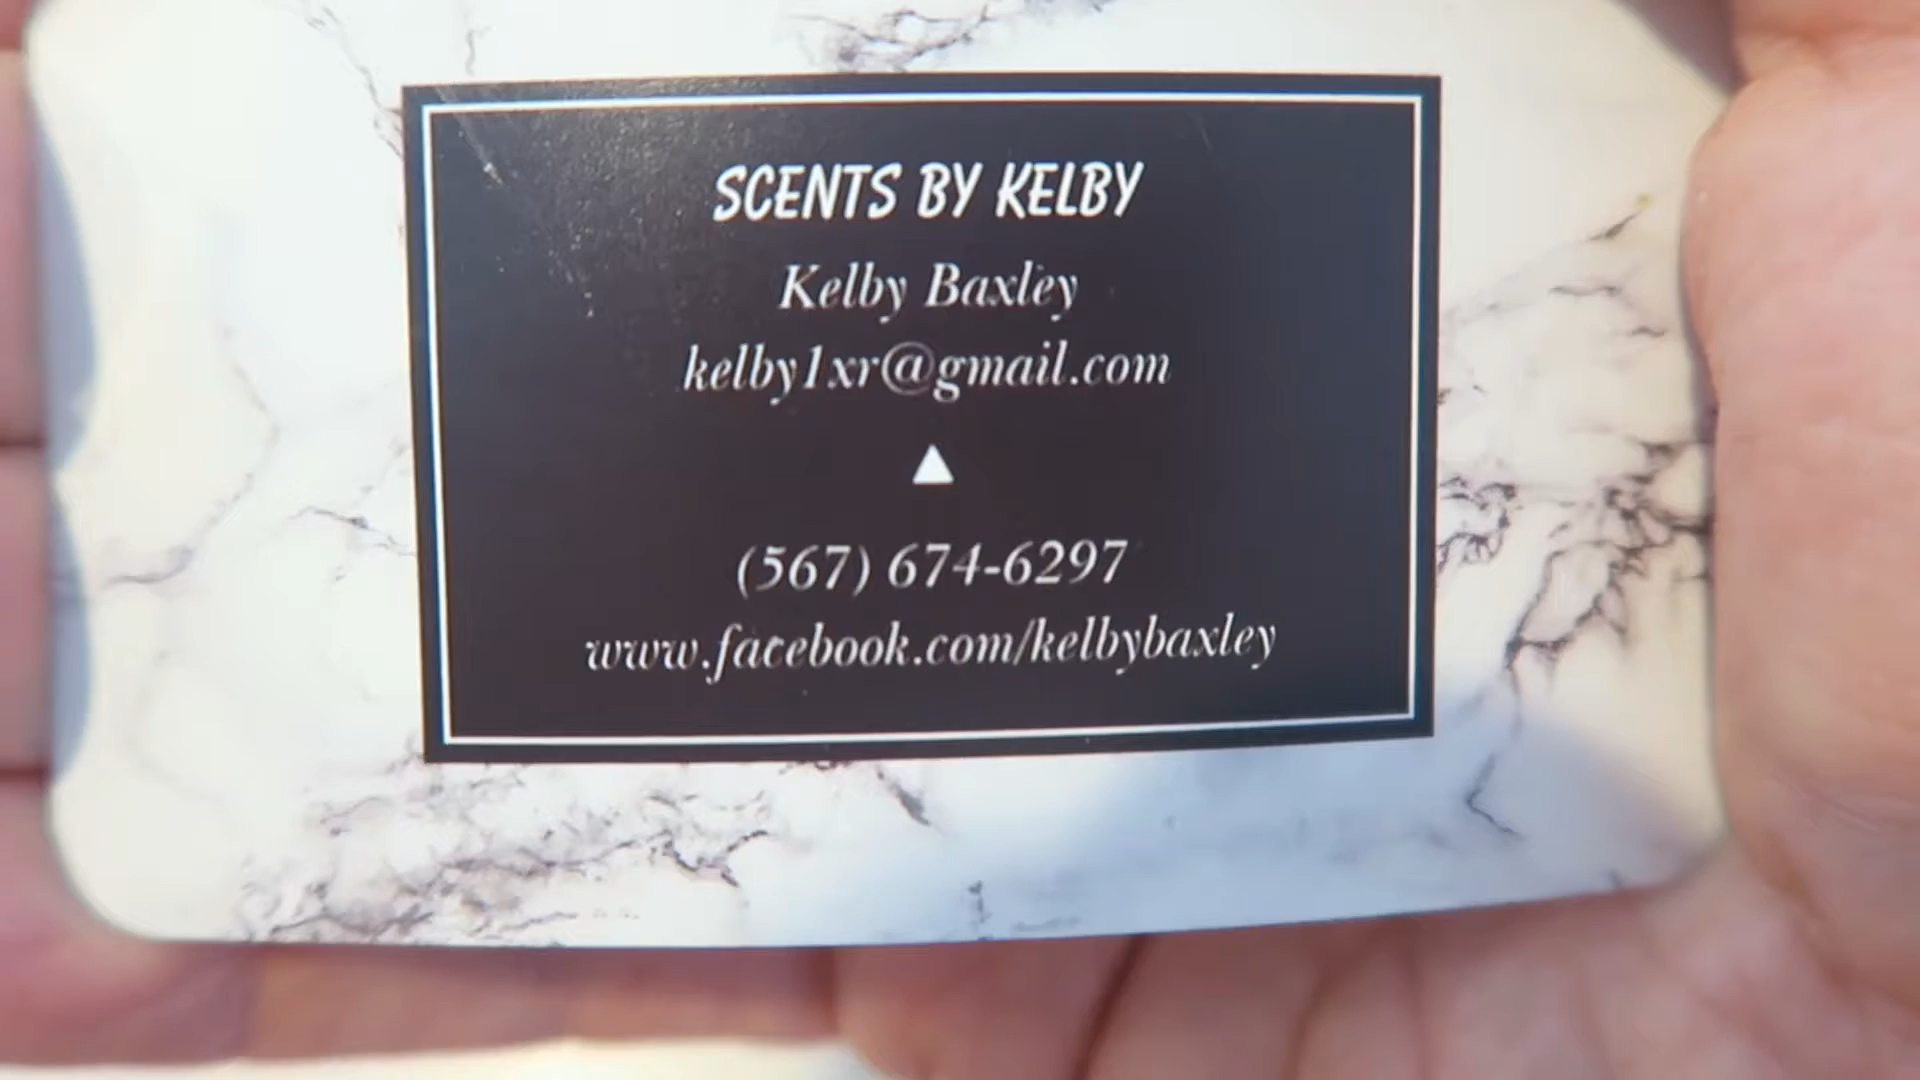 SCENTS BY KELBY
Kelby Baxley
kelby1xr@gmail.com
(567) 674-6297
www.facebook.com/kelbybaxley